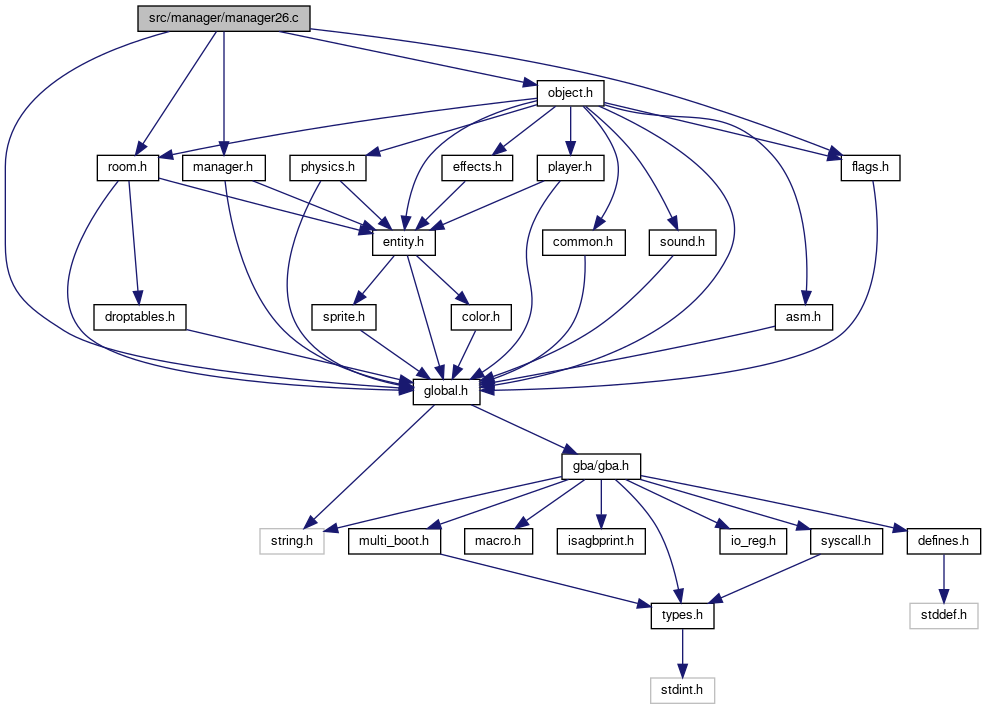 src/manager/manager26.c
object.h
room.h
manager.h
physics.h
effects.h
player.h
flags.h
entity.h
common.h
sound.h
droptables.h
sprite.h
color.h
asm.h
global.h
gba/gba.h
string.h
multi_boot.h
macro.h
isagbprint.h
io_reg.h
syscall.h
defines.h
types.h
stddef.h
stdint.h